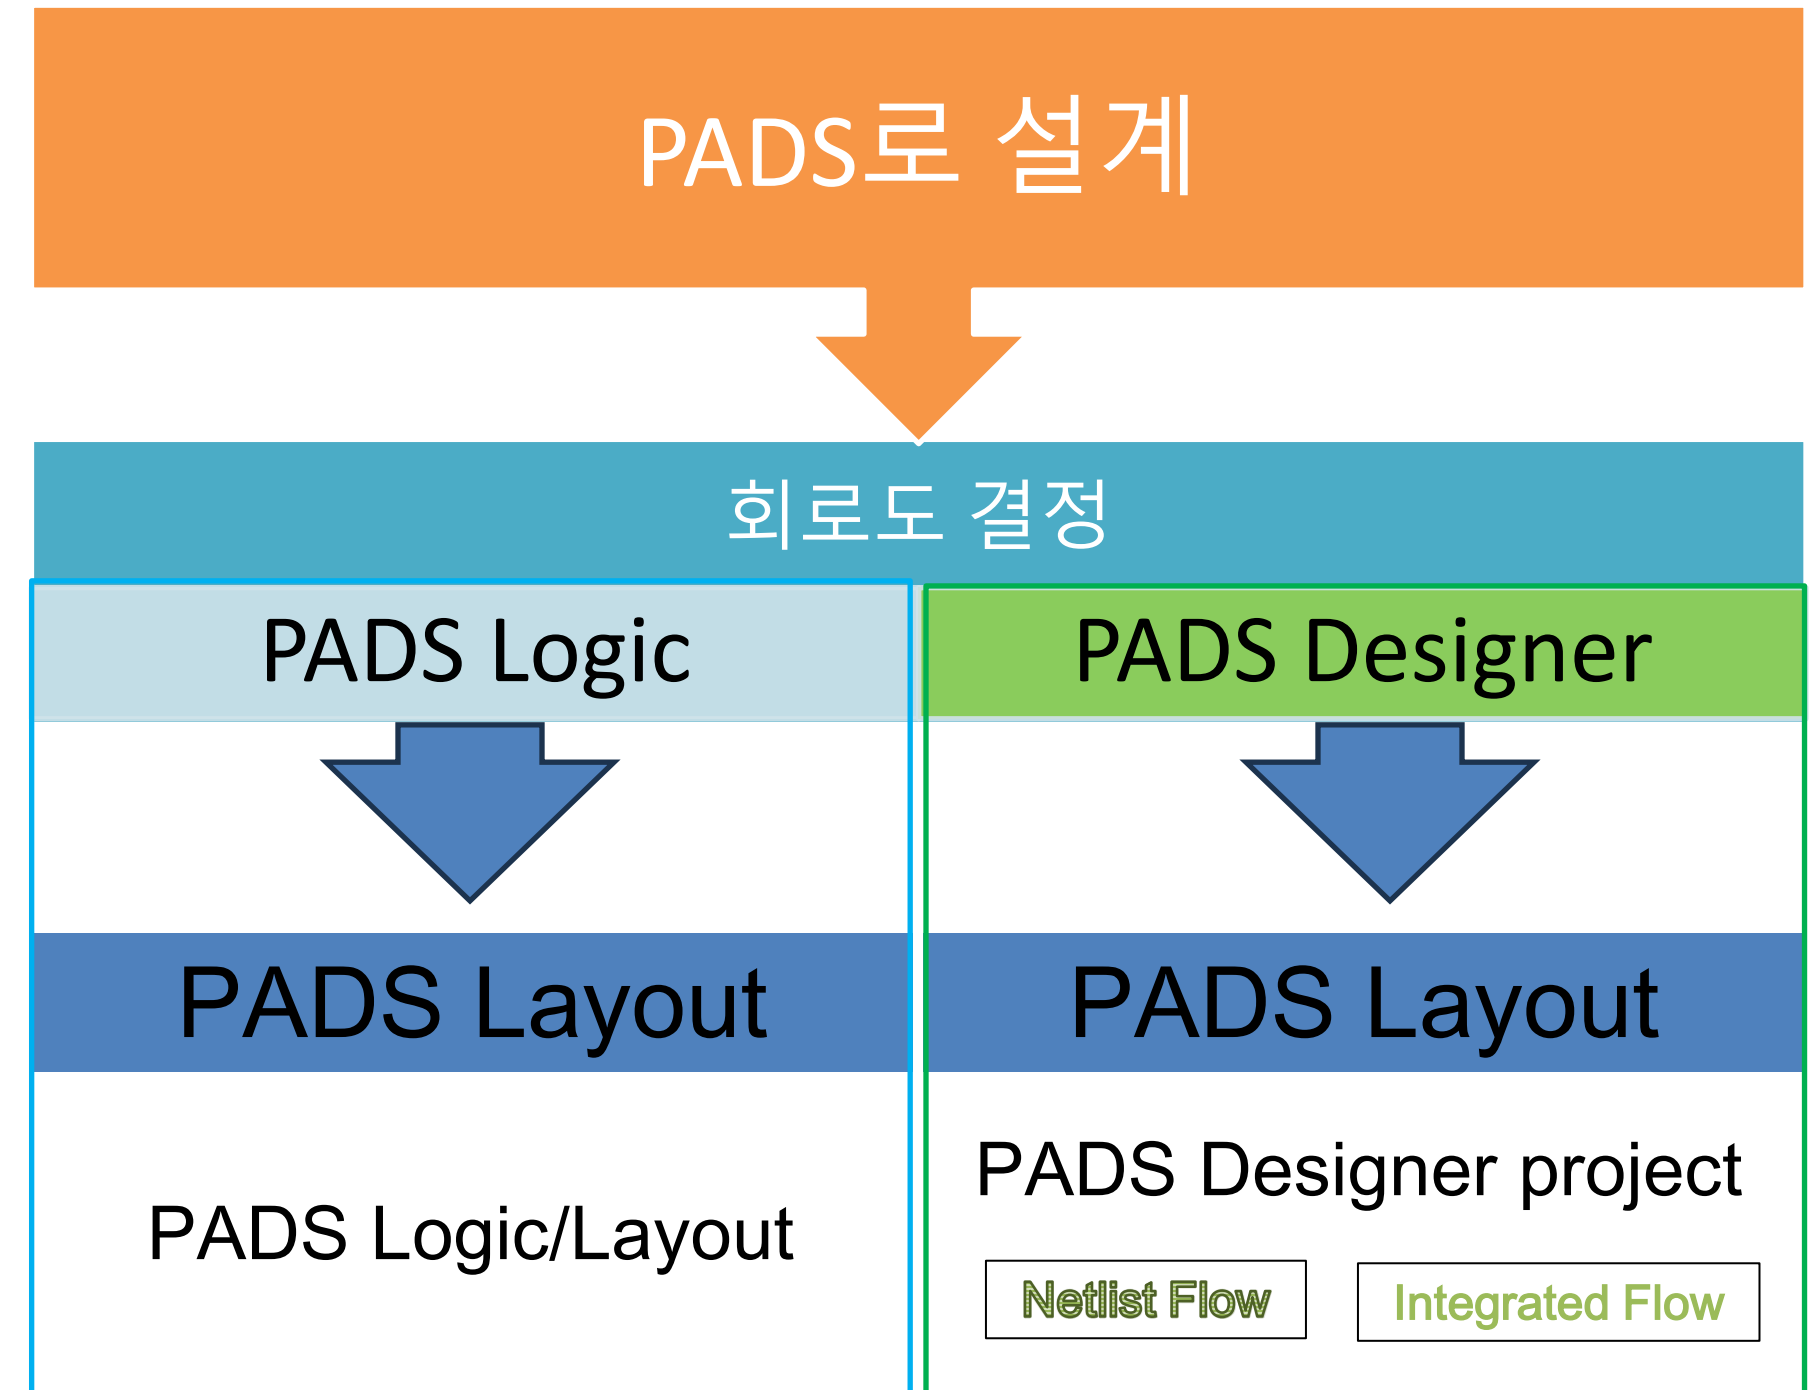 PADS로 설계
회로도 결정
PADS Logic
PADS Designer
PADS Layout
PADS Layout
PADS Logic/Layout
PADS Designer project
Netlist Flow
Integrated Flow